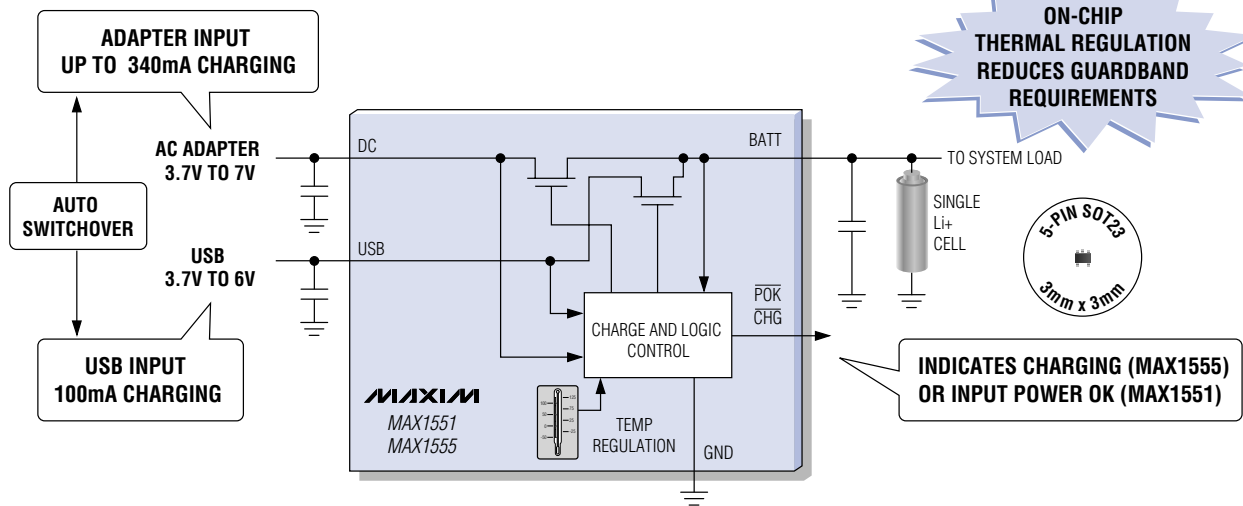 ADAPTER INPUT
UP TO 340mA CHARGING
ON-CHIP
THERMAL REGULATION
REDUCES GUARDBAND
REQUIREMENTS
AC ADAPTER
3.7V TO 7V
DC
BATT
TO SYSTEM LOAD
AUTO
SWITCHOVER
SINGLE
Li+
CELL
5-PIN SOT23
3mm x 3mm
USB
3.7V TO 6V
USB
CHARGE AND LOGIC
CONTROL
POK
CHG
USB INPUT
100mA CHARGING
INDICATES CHARGING (MAX1555)
OR INPUT POWER OK (MAX1551)
MAXIM
MAX1551
MAX1555
TEMP
REGULATION
GND